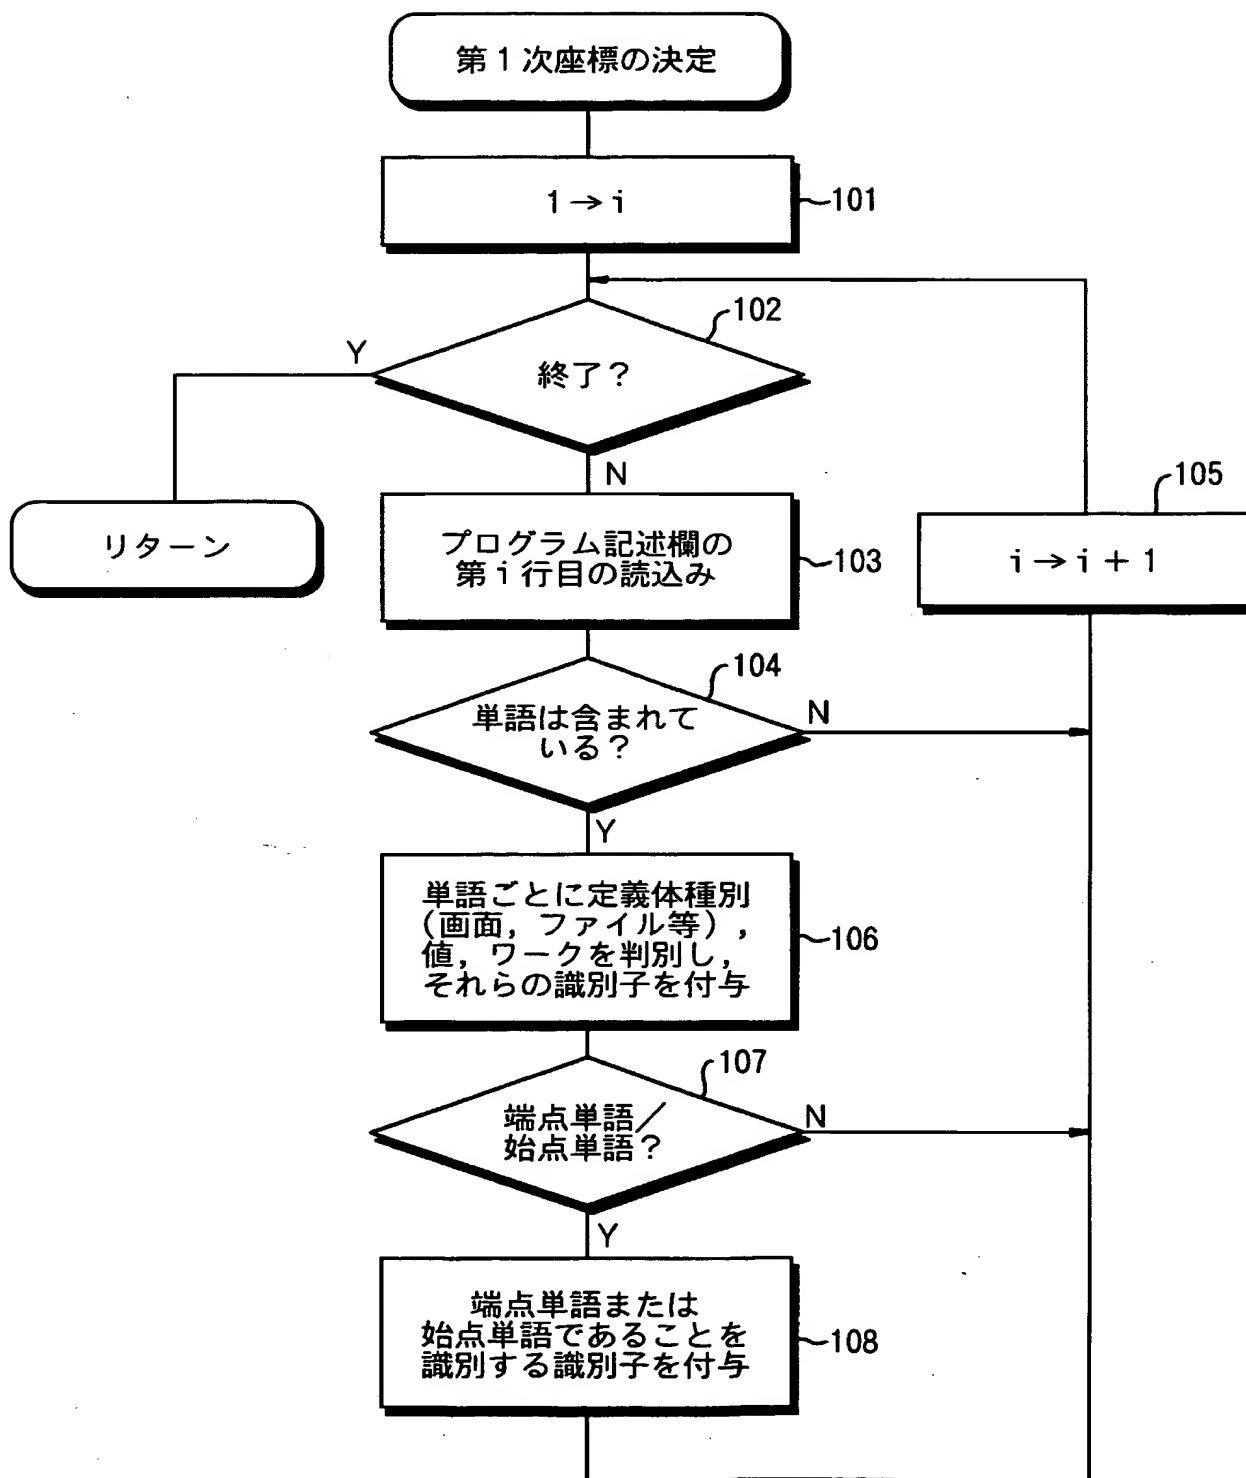 第1次座標の決定
1→i
101
102
Y
終了?
N
105
リターン
プログラム記述欄の
第i行目の読込み
103
i→i+1
104
単語は含まれて
いる?
N
Y
単語ごとに定義体種別
(画面,ファイル等),
値,ワークを判別し,
それらの識別子を付与
106
107
端点単語/
始点単語?
N
Y
端点単語または
始点単語であることを
識別する識別子を付与
108